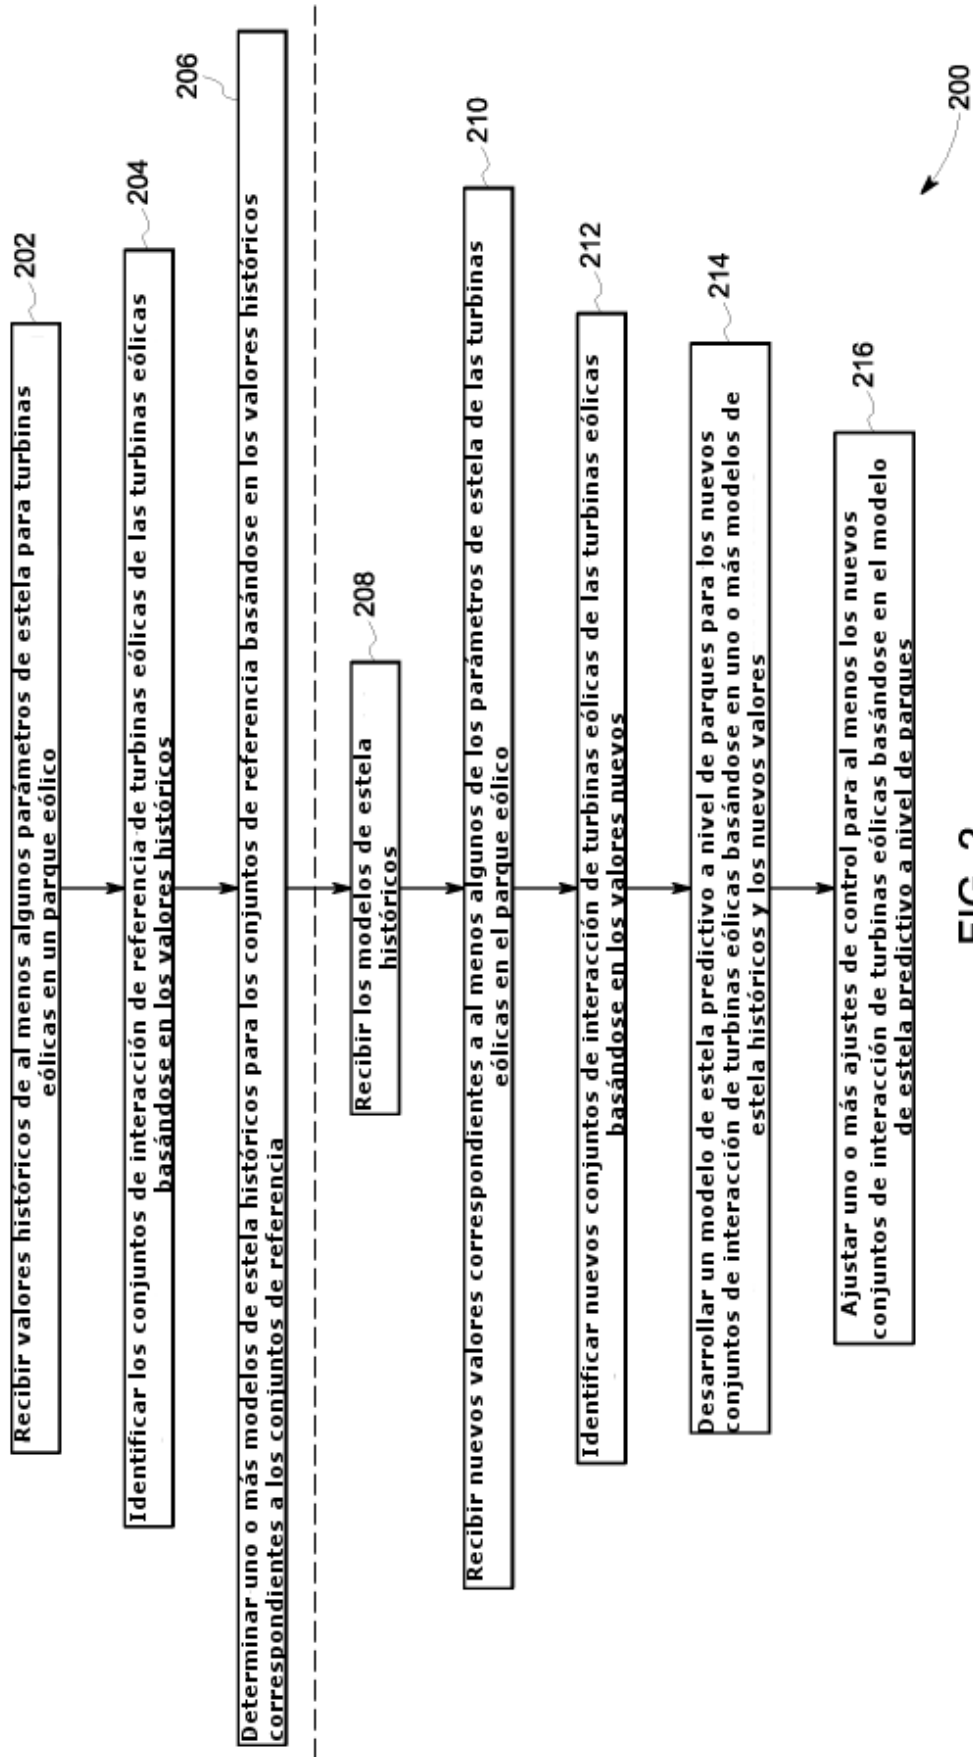 202
Recibir valores históricos de al menos algunos parámetros de estela para turbinas
eólicas en un parque eólico
204
Identificar los conjuntos de interacción de referencia de turbinas eólicas de las turbinas eólicas
basándose en los valores históricos
206
Determinar uno o más modelos de estela históricos para los conjuntos de referencia basándose en los valores históricos
correspondientes a los conjuntos de referencia
208
Recibir los modelos de estela
históricos
210
Recibir nuevos valores correspondientes a al menos algunos de los parámetros de estela de las turbinas
eólicas en el parque eólico
212
Identificar nuevos conjuntos de interacción de turbinas eólicas de las turbinas eólicas
basándose en los valores nuevos
214
Desarrollar un modelo de estela predictivo a nivel de parques para los nuevos
conjuntos de interacción de turbinas eólicas basándose en uno o más modelos de
estela históricos y los nuevos valores
216
Ajustar uno o más ajustes de control para al menos los nuevos
conjuntos de interacción de turbinas eólicas basándose en el modelo
de estela predictivo a nivel de parques
200